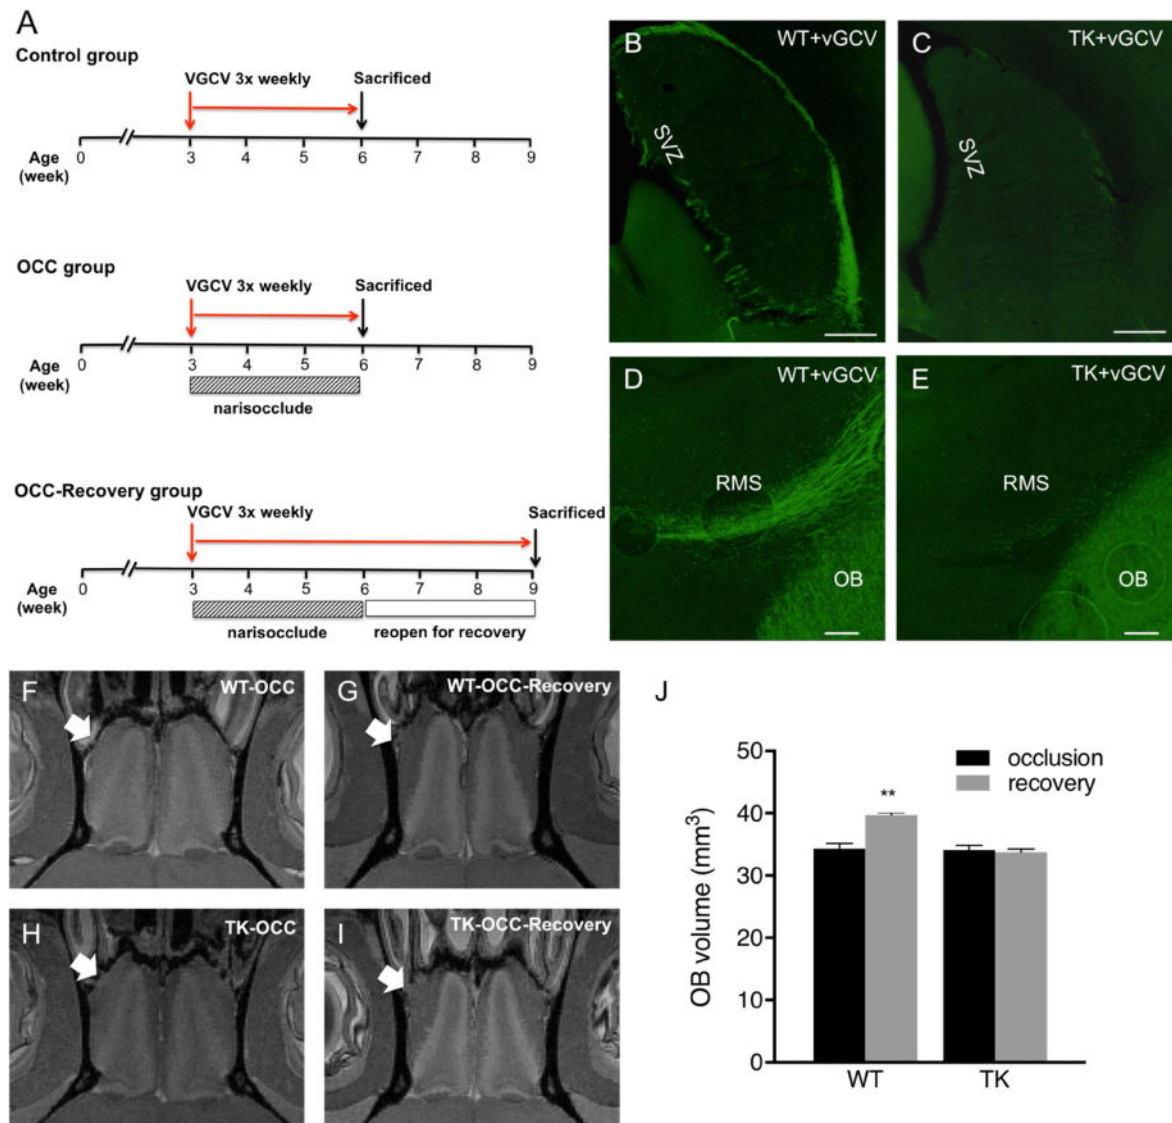 A
Control group
VGCV 3x weekly
Sacrificed
Age
(week)
0
3
4
5
6
7
8
9
OCC group
VGCV 3x weekly
Sacrificed
Age
(week)
0
3
4
5
6
7
8
9
narisocclude
OCC-Recovery group
VGCV 3x weekly
Sacrificed
Age
(week)
0
3
4
5
6
7
8
9
narisocclude
reopen for recovery
B
WT+vGCV
SVZ
C
TK+vGCV
SVZ
D
WT+vGCV
RMS
OB
E
TK+vGCV
RMS
OB
F
WT-OCC
G
WT-OCC-Recovery
H
TK-OCC
I
TK-OCC-Recovery
J
occlusion
recovery
**
OB volume (mm³)
50
40
30
20
10
0
WT
TK